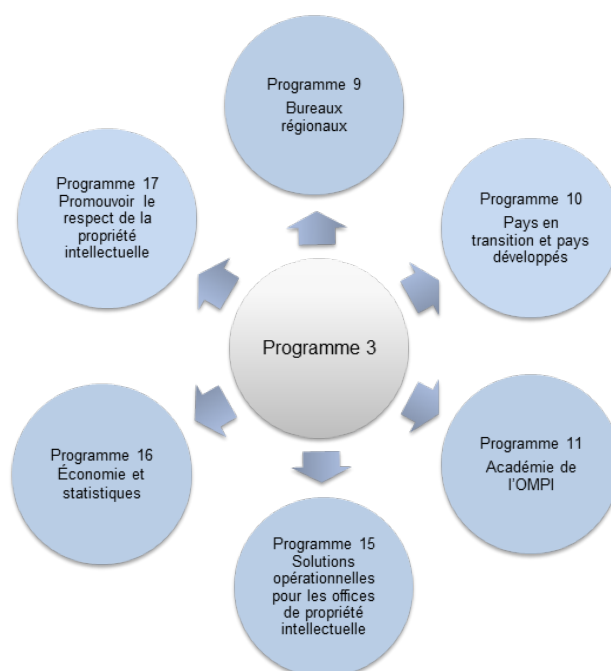 Programme 9
Bureaux
régionaux
Programme 17
Promouvoir le
respect de la
propriété
intellectuelle
Programme 10
Pays en
transition et pays
développés
Programme 3
Programme 16
Économie et
statistiques
Programme 11
Académie de
l'OMPI
Programme 15
Solutions
opérationnelles
pour les offices
de propriété
intellectuelle